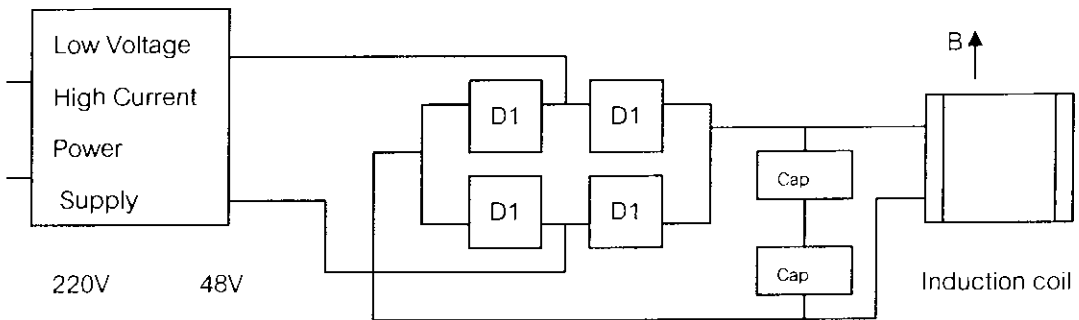 Low Voltage
High Current
Power
Supply
220V 48V
D1 D1
D1 D1
Cap
Cap
B
Induction coil